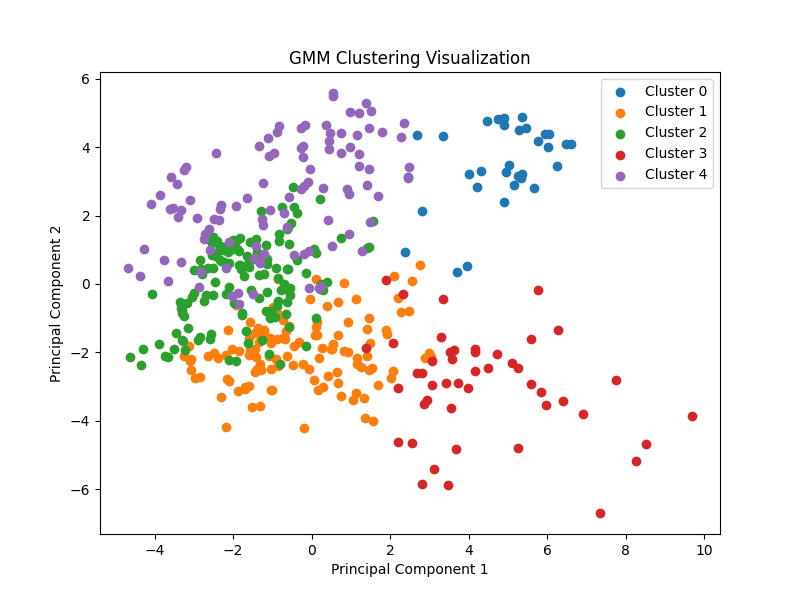 GMM Clustering Visualization
Cluster 0
Cluster 1
Cluster 2
Cluster 3
Cluster 4
Principal Component 2
6
4
2
0
−2
−4
−6
−4 −2 0 2 4 6 8 10
Principal Component 1